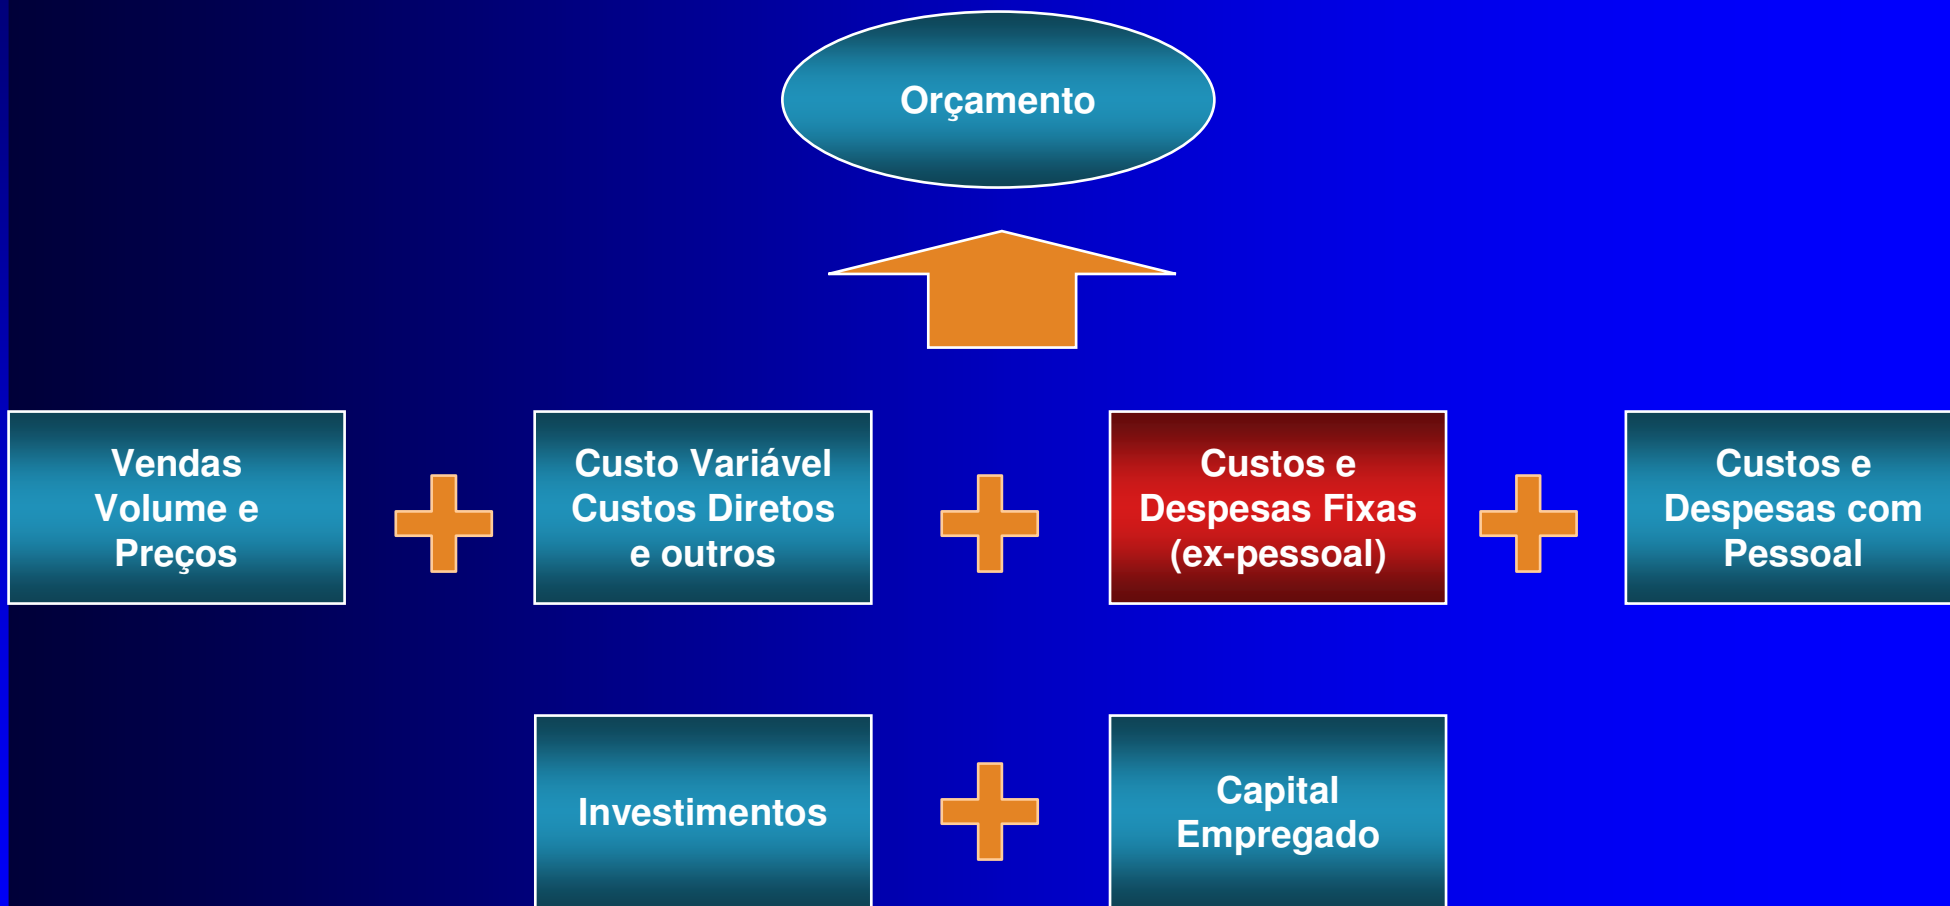 Orçamento
Vendas
Volume e
Preços
Custo Variável
Custos Diretos
e outros
Custos e
Despesas Fixas
(ex-pessoal)
Custos e
Despesas com
Pessoal
Investimentos
Capital
Empregado